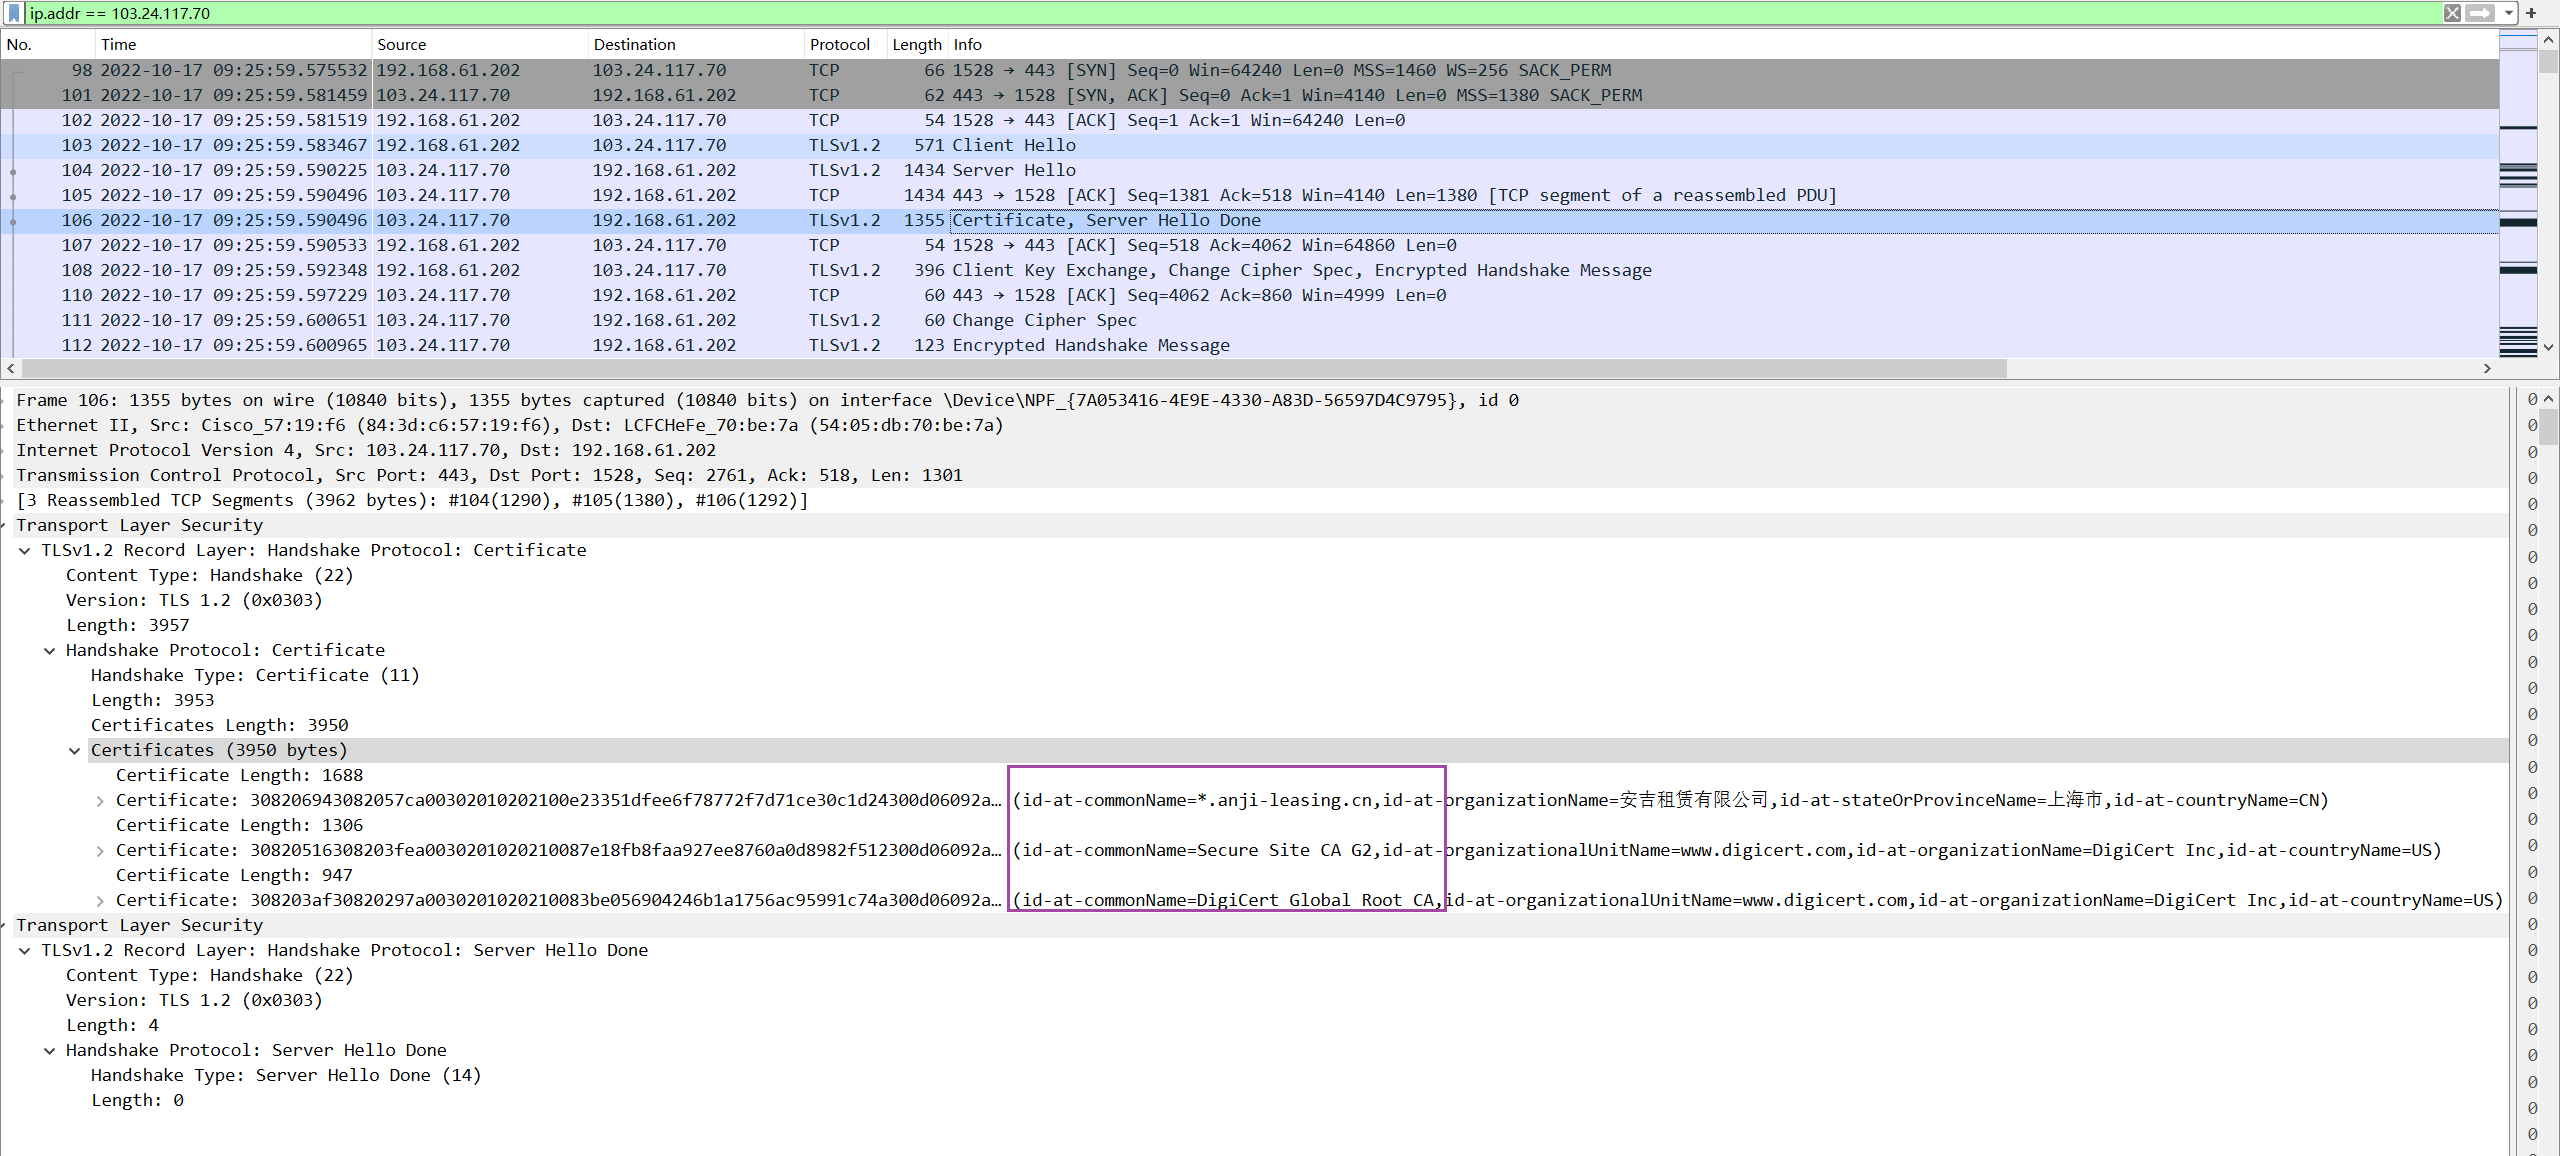 ip.addr == 103.24.117.70
No. Time Source Destination Protocol Length Info
98 2022-10-17 09:25:59.575532 192.168.61.202 103.24.117.70 TCP 66 1528 → 443 [SYN] Seq=0 Win=64240 Len=0 MSS=1460 WS=256 SACK_PERM
101 2022-10-17 09:25:59.581459 103.24.117.70 192.168.61.202 TCP 62 443 → 1528 [SYN, ACK] Seq=0 Ack=1 Win=4140 Len=0 MSS=1380 SACK_PERM
102 2022-10-17 09:25:59.581519 192.168.61.202 103.24.117.70 TCP 54 1528 → 443 [ACK] Seq=1 Ack=1 Win=64240 Len=0
103 2022-10-17 09:25:59.583467 192.168.61.202 103.24.117.70 TLSv1.2 571 Client Hello
104 2022-10-17 09:25:59.590225 103.24.117.70 192.168.61.202 TLSv1.2 1434 Server Hello
105 2022-10-17 09:25:59.590496 103.24.117.70 192.168.61.202 TCP 1434 443 → 1528 [ACK] Seq=1381 Ack=518 Win=4140 Len=1380 [TCP segment of a reassembled PDU]
106 2022-10-17 09:25:59.590496 103.24.117.70 192.168.61.202 TLSv1.2 1355 Certificate, Server Hello Done
107 2022-10-17 09:25:59.590533 192.168.61.202 103.24.117.70 TCP 54 1528 → 443 [ACK] Seq=518 Ack=4062 Win=64860 Len=0
108 2022-10-17 09:25:59.592348 192.168.61.202 103.24.117.70 TLSv1.2 396 Client Key Exchange, Change Cipher Spec, Encrypted Handshake Message
110 2022-10-17 09:25:59.597229 103.24.117.70 192.168.61.202 TCP 60 443 → 1528 [ACK] Seq=4062 Ack=860 Win=4999 Len=0
111 2022-10-17 09:25:59.600651 103.24.117.70 192.168.61.202 TLSv1.2 60 Change Cipher Spec
112 2022-10-17 09:25:59.600965 103.24.117.70 192.168.61.202 TLSv1.2 123 Encrypted Handshake Message
Frame 106: 1355 bytes on wire (10840 bits), 1355 bytes captured (10840 bits) on interface \Device\NPF_{7A053416-4E9E-4330-A83D-56597D4C9795}, id 0
Ethernet II, Src: Cisco_57:19:f6 (84:3d:c6:57:19:f6), Dst: LCFCHeFe_70:be:7a (54:05:db:70:be:7a)
Internet Protocol Version 4, Src: 103.24.117.70, Dst: 192.168.61.202
Transmission Control Protocol, Src Port: 443, Dst Port: 1528, Seq: 2761, Ack: 518, Len: 1301
[3 Reassembled TCP Segments (3962 bytes): #104(1290), #105(1380), #106(1292)]
Transport Layer Security
TLSv1.2 Record Layer: Handshake Protocol: Certificate
Content Type: Handshake (22)
Version: TLS 1.2 (0x0303)
Length: 3957
Handshake Protocol: Certificate
Handshake Type: Certificate (11)
Length: 3953
Certificates Length: 3950
Certificates (3950 bytes)
Certificate Length: 1688
Certificate: 308206943082057ca00302010202100e23351dfee6f78772f7d71ce30c1d24300d06092a… (id-at-commonName=*.anji-leasing.cn,id-at-organizationName=安吉租赁有限公司,id-at-stateOrProvinceName=上海市,id-at-countryName=CN)
Certificate Length: 1306
Certificate: 30820516308203fea0030201020210087e18fb8faa927ee8760a0d8982f512300d06092a… (id-at-commonName=Secure Site CA G2,id-at-organizationalUnitName=www.digicert.com,id-at-organizationName=DigiCert Inc,id-at-countryName=US)
Certificate Length: 947
Certificate: 308203af30820297a0030201020210083be056904246b1a1756ac95991c74a300d06092a… (id-at-commonName=DigiCert Global Root CA,id-at-organizationalUnitName=www.digicert.com,id-at-organizationName=DigiCert Inc,id-at-countryName=US)
Transport Layer Security
TLSv1.2 Record Layer: Handshake Protocol: Server Hello Done
Content Type: Handshake (22)
Version: TLS 1.2 (0x0303)
Length: 4
Handshake Protocol: Server Hello Done
Handshake Type: Server Hello Done (14)
Length: 0